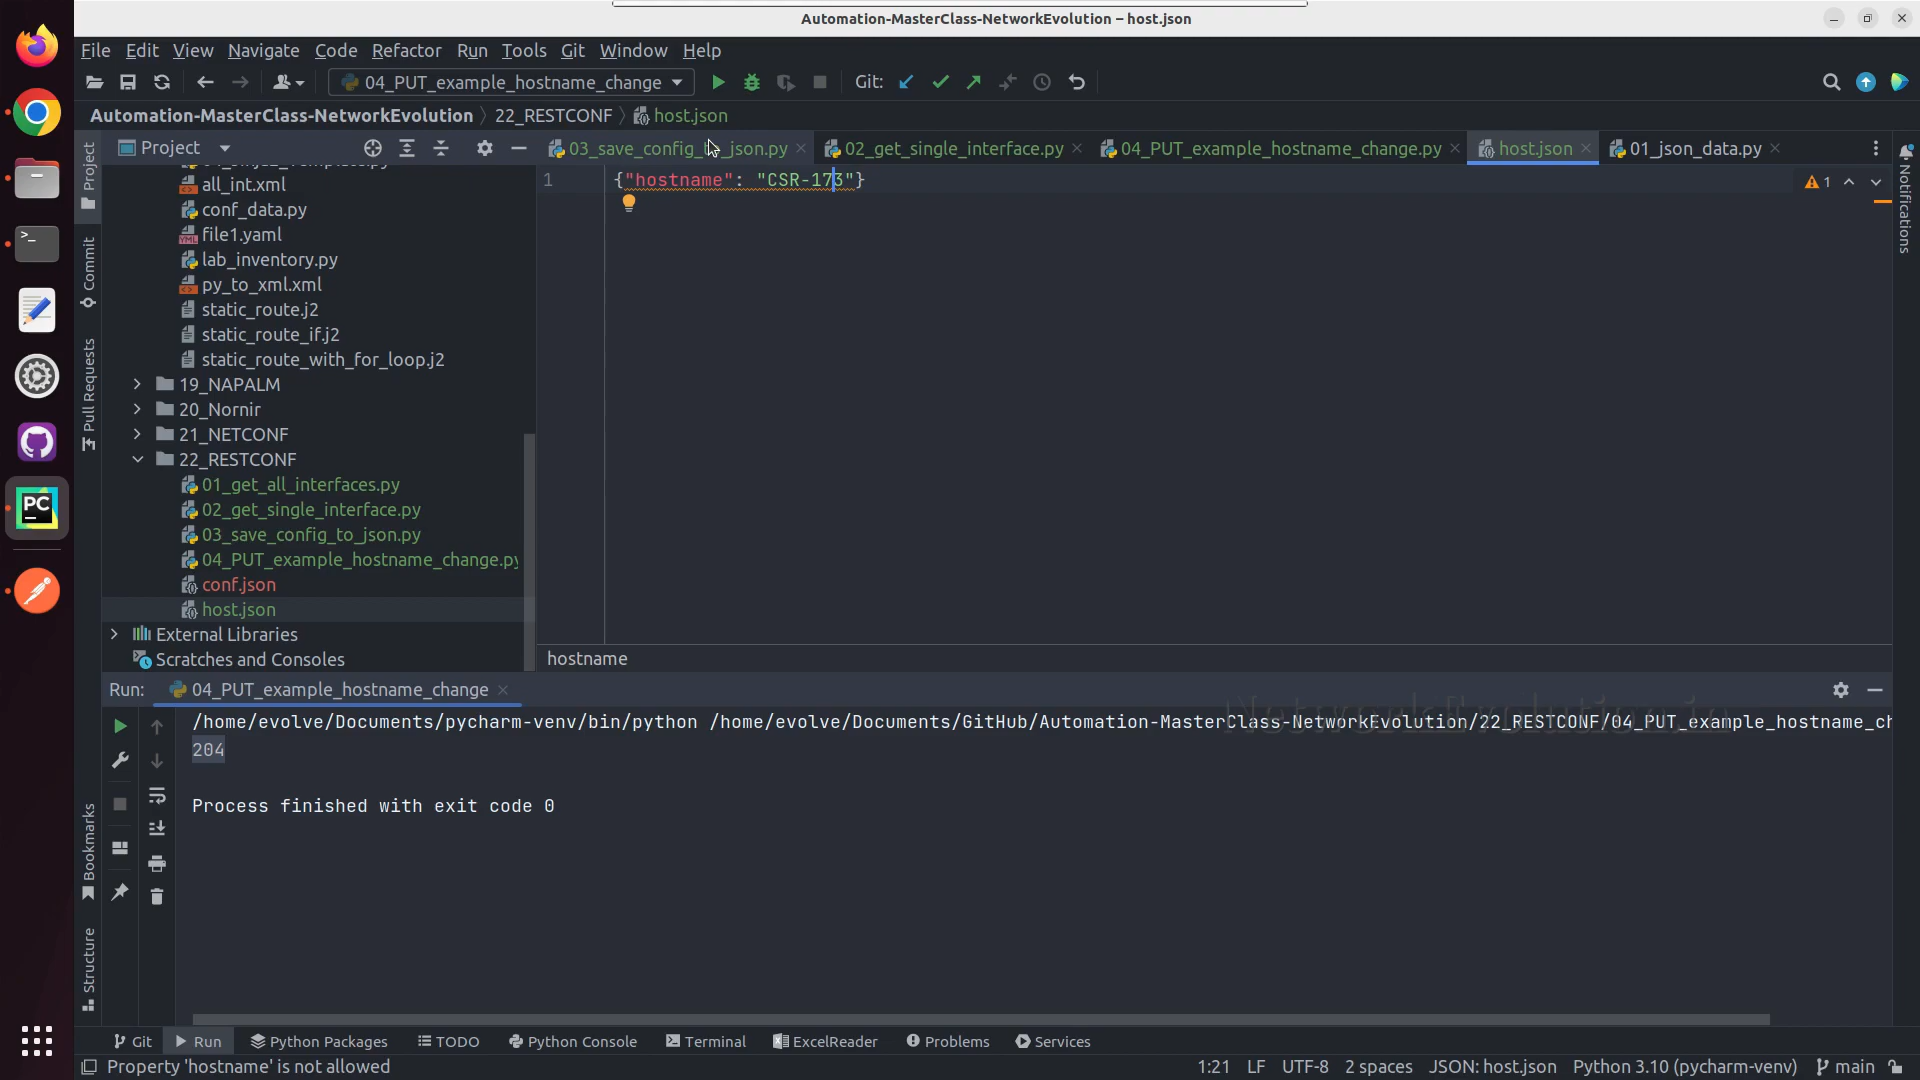 Automation-MasterClass-NetworkEvolution – host.json
File Edit View Navigate Code Refactor Run Tools Git Window Help
04_PUT_example_hostname_change Git:
Automation-MasterClass-NetworkEvolution 22_RESTCONF host.json
Project 03_save_config_to_json.py 02_get_single_interface.py 04_PUT_example_hostname_change.py host.json 01_json_data.py
Project
Commit
Pull Requests
Bookmarks
Structure
Notifications
all_int.xml
conf_data.py
file1.yaml
lab_inventory.py
py_to_xml.xml
static_route.j2
static_route_if.j2
static_route_with_for_loop.j2
19_NAPALM
20_Nornir
21_NETCONF
22_RESTCONF
01_get_all_interfaces.py
02_get_single_interface.py
03_save_config_to_json.py
04_PUT_example_hostname_change.py
conf.json
host.json
External Libraries
Scratches and Consoles
1 {"hostname": "CSR-173"}
1
hostname
Run: 04_PUT_example_hostname_change
/home/evolve/Documents/pycharm-venv/bin/python /home/evolve/Documents/GitHub/Automation-MasterClass-NetworkEvolution/22_RESTCONF/04_PUT_example_hostname_ch
NetworkEvolution.in
204
Process finished with exit code 0
Git Run Python Packages TODO Python Console Terminal ExcelReader Problems Services
Property 'hostname' is not allowed 1:21 LF UTF-8 2 spaces JSON: host.json Python 3.10 (pycharm-venv) main